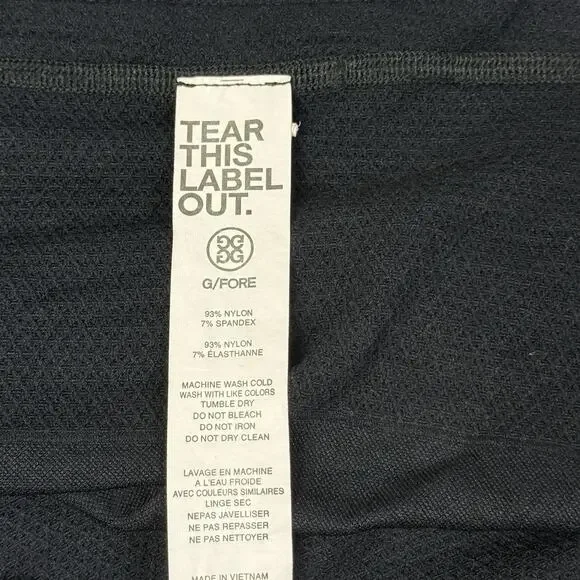 TEAR
THIS
LABEL
OUT.
G/FORE
93% NYLON
7% SPANDEX
93% NYLON
7% ÉLASTHANNE
MACHINE WASH COLD
WASH WITH LIKE COLORS
TUMBLE DRY
DO NOT BLEACH
DO NOT IRON
DO NOT DRY CLEAN
LAVAGE EN MACHINE
A L'EAU FROIDE
AVEC COULEURS SIMILAIRES
LINGE SEC
NEPAS JAVELLISER
NE PAS REPASSER
NE PAS NETTOYER
MADE IN VIETNAM